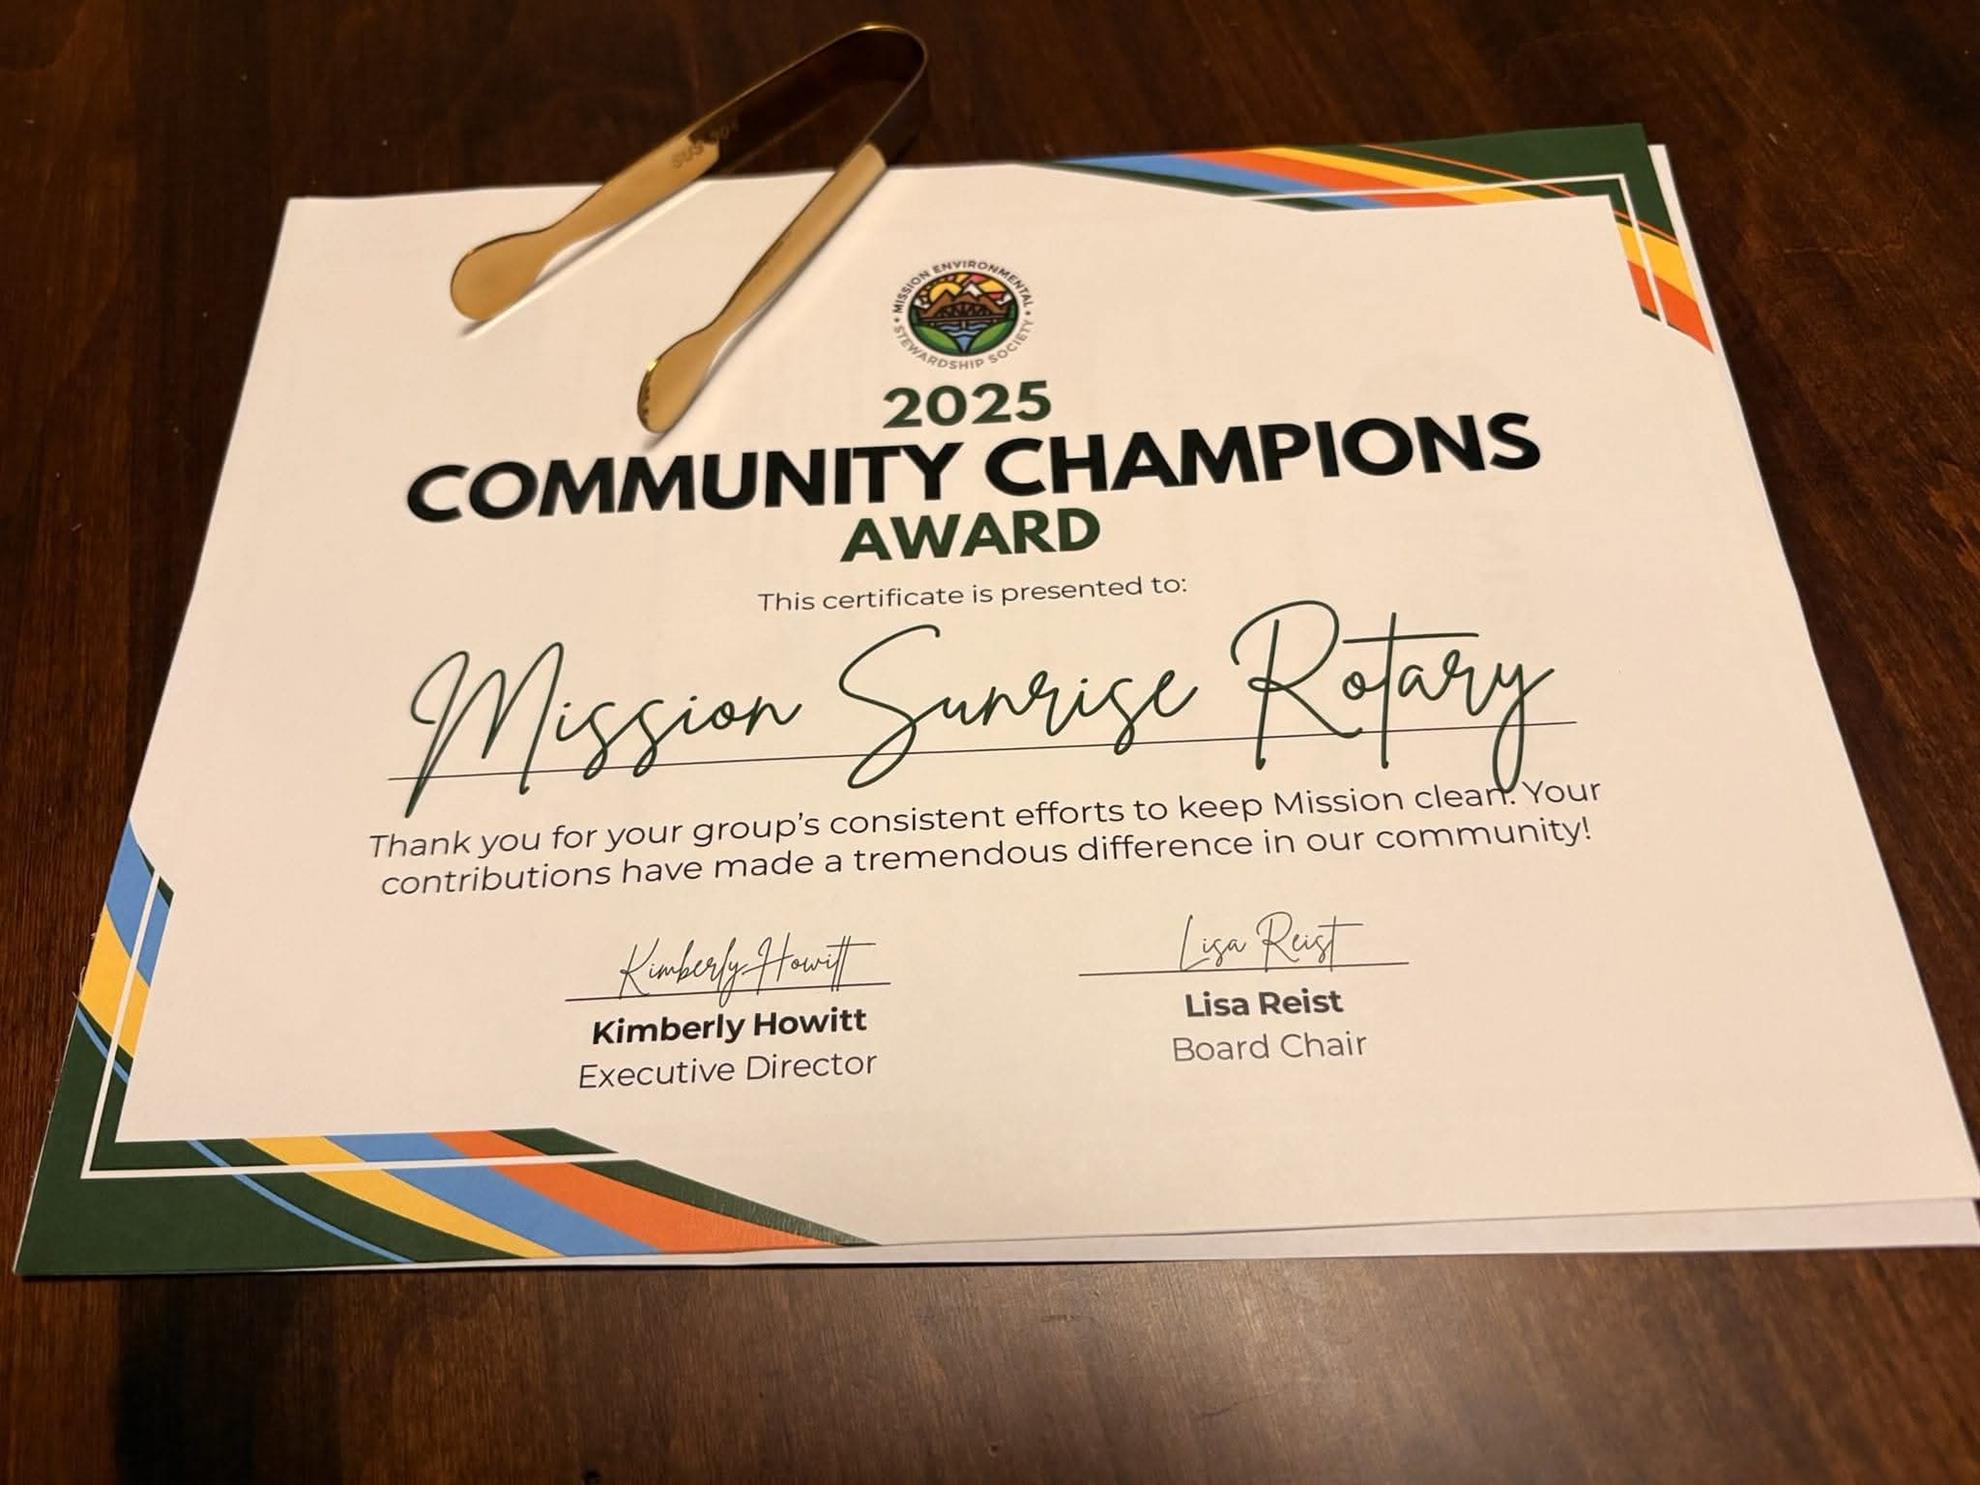 SUS 304
MISSION ENVIRONMENTAL
STEWARDSHIP SOCIETY
2025
COMMUNITY CHAMPIONS
AWARD
This certificate is presented to:
Mission Sunrise Rotary
Thank you for your group's consistent efforts to keep Mission clean. Your
contributions have made a tremendous difference in our community!
Kimberly Howitt
Lisa Reist
Kimberly Howitt
Executive Director
Lisa Reist
Board Chair